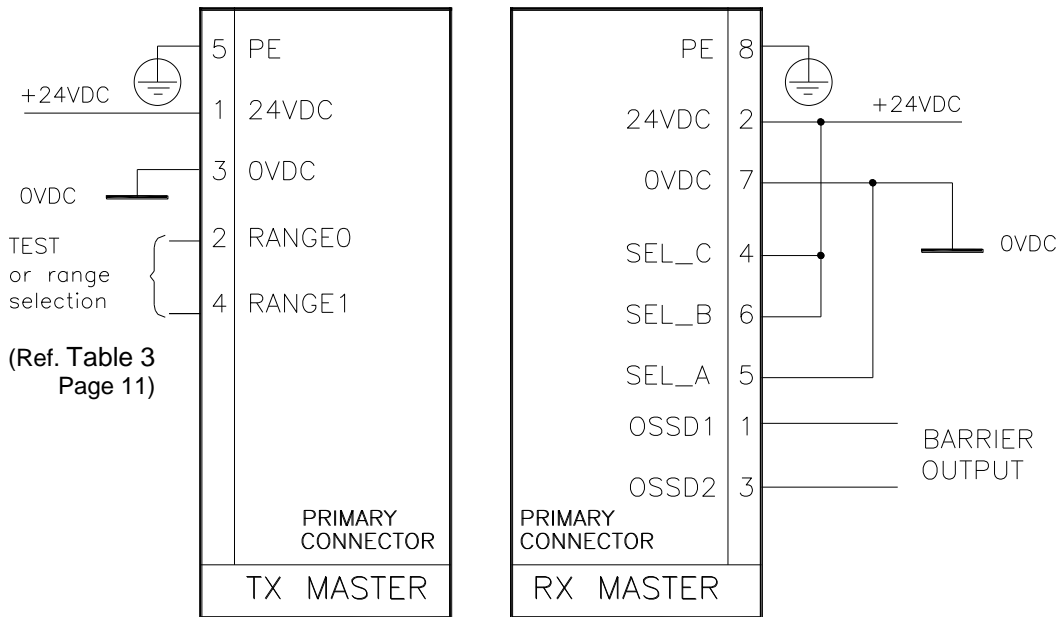 5 PE
+24VDC
1 24VDC
3 0VDC
0VDC
2 RANGE0
TEST
or range
selection
4 RANGE1
(Ref. Table 3
Page 11)
PRIMARY
CONNECTOR
TX MASTER
PE 8
+24VDC
24VDC 2
0VDC 7
0VDC
SEL_C 4
SEL_B 6
SEL_A 5
OSSD1 1
BARRIER
OUTPUT
OSSD2 3
PRIMARY
CONNECTOR
RX MASTER